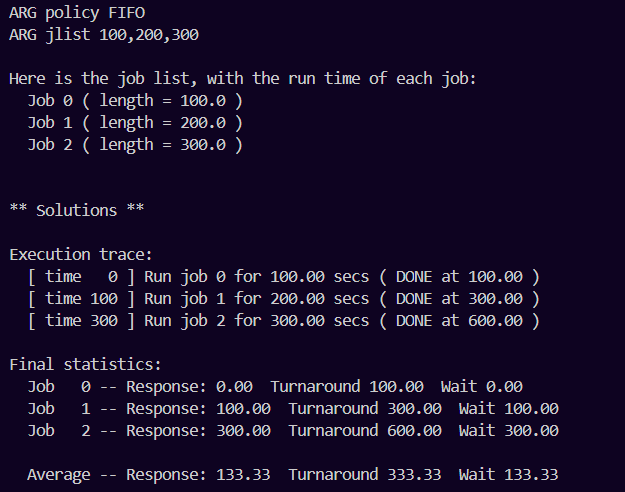 ARG policy FIFO
ARG jlist 100,200,300
Here is the job list, with the run time of each job:
Job 0 ( length = 100.0 )
Job 1 ( length = 200.0 )
Job 2 ( length = 300.0 )
** Solutions **
Execution trace:
[ time   0 ] Run job 0 for 100.00 secs ( DONE at 100.00 )
[ time 100 ] Run job 1 for 200.00 secs ( DONE at 300.00 )
[ time 300 ] Run job 2 for 300.00 secs ( DONE at 600.00 )
Final statistics:
Job   0 -- Response: 0.00  Turnaround 100.00  Wait 0.00
Job   1 -- Response: 100.00  Turnaround 300.00  Wait 100.00
Job   2 -- Response: 300.00  Turnaround 600.00  Wait 300.00
Average -- Response: 133.33  Turnaround 333.33  Wait 133.33